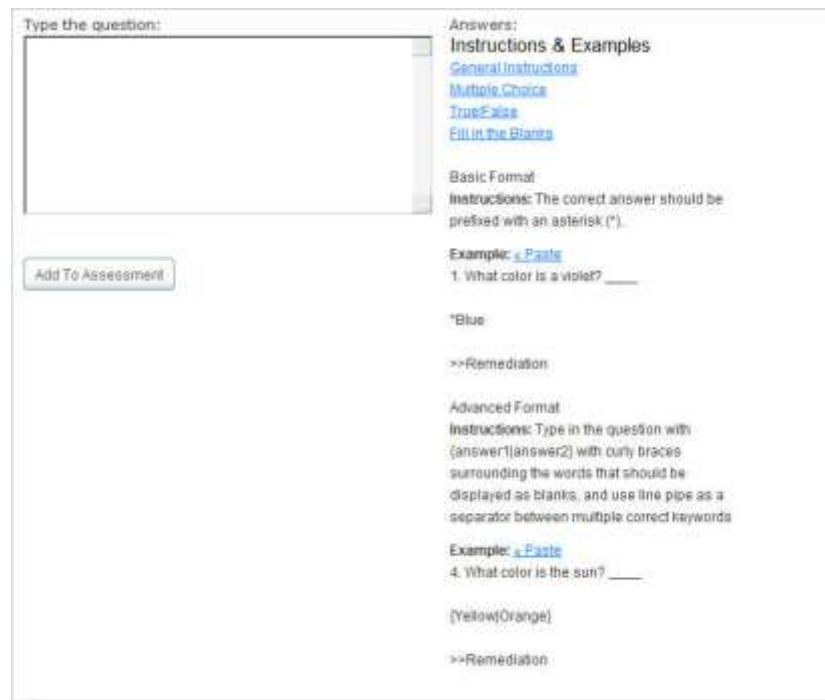 Type the question:
Add To Assessment
Answers:
Instructions & Examples
General Instructions
Multiple Choice
True/False
Fill in the Blanks
Basic Format
Instructions: The correct answer should be
prefixed with an asterisk (*).
Example: « Paste
1. What color is a violet? ____
*Blue
>>Remediation
Advanced Format
Instructions: Type in the question with
{answer1|answer2} with curly braces
surrounding the words that should be
displayed as blanks, and use line pipe as a
separator between multiple correct keywords
Example: « Paste
4. What color is the sun? ____
{Yellow|Orange}
>>Remediation